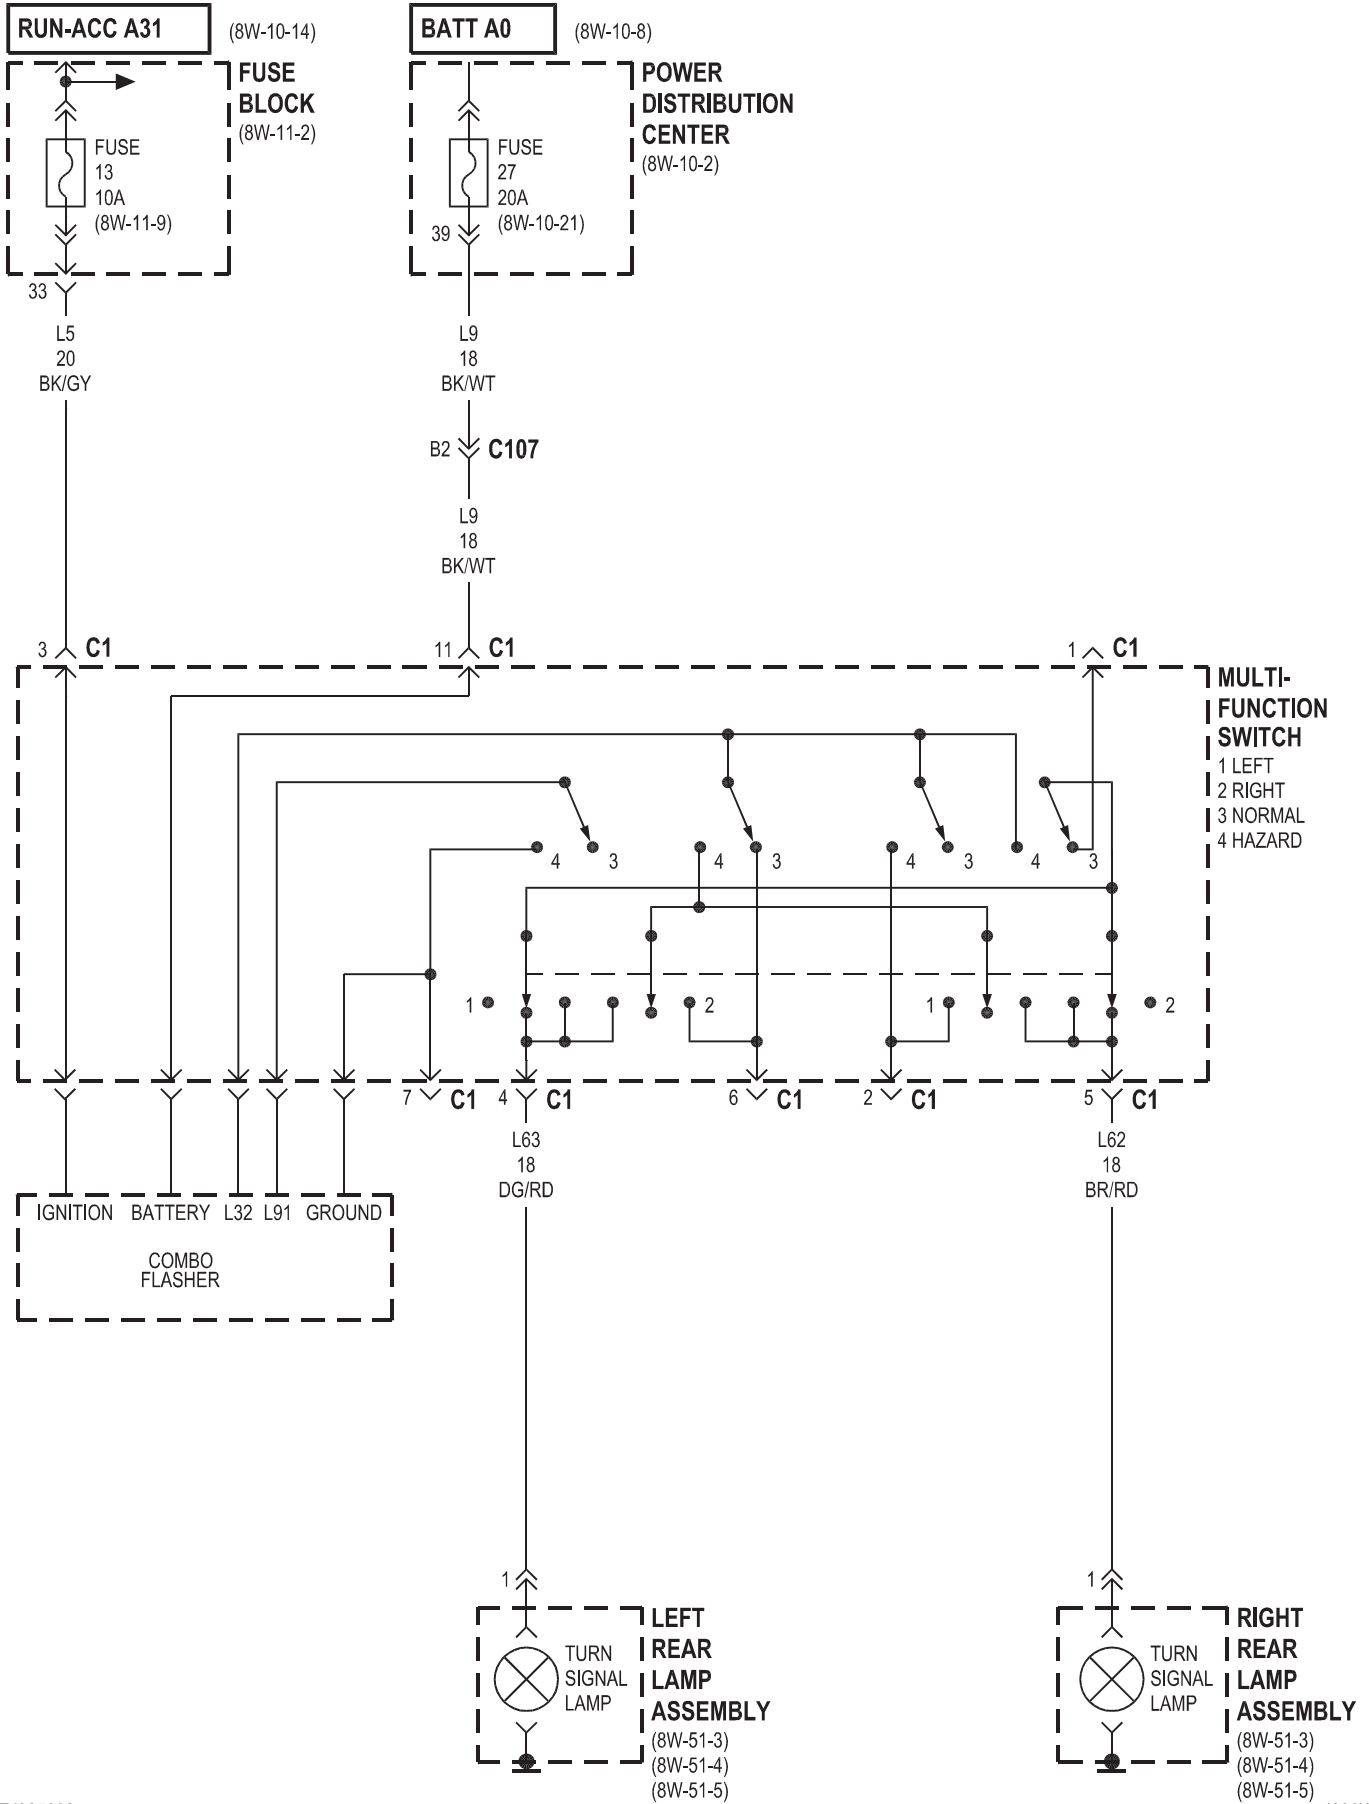 RUN-ACC A31
(8W-10-14)
BATT A0
(8W-10-8)
FUSE
BLOCK
(8W-11-2)
FUSE
13
10A
(8W-11-9)
33
POWER
DISTRIBUTION
CENTER
(8W-10-2)
FUSE
27
20A
(8W-10-21)
39
L5
20
BK/GY
L9
18
BK/WT
B2
C107
L9
18
BK/WT
3
C1
11
C1
1
C1
MULTI-
FUNCTION
SWITCH
1 LEFT
2 RIGHT
3 NORMAL
4 HAZARD
4
3
4
3
4
3
4
3
1
2
1
2
7
C1
4
C1
6
C1
2
C1
5
C1
L63
18
DG/RD
L62
18
BR/RD
IGNITION
BATTERY
L32
L91
GROUND
COMBO
FLASHER
1
1
TURN
SIGNAL
LAMP
LEFT
REAR
LAMP
ASSEMBLY
(8W-51-3)
(8W-51-4)
(8W-51-5)
TURN
SIGNAL
LAMP
RIGHT
REAR
LAMP
ASSEMBLY
(8W-51-3)
(8W-51-4)
(8W-51-5)